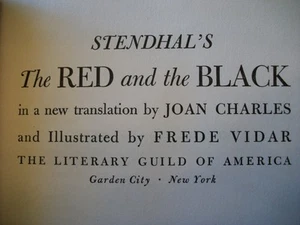 STENDHAL'S
The RED and the BLACK
in a new translation by JOAN CHARLES
and Illustrated by FREDE VIDAR
THE LITERARY GUILD OF AMERICA
Garden City · New York